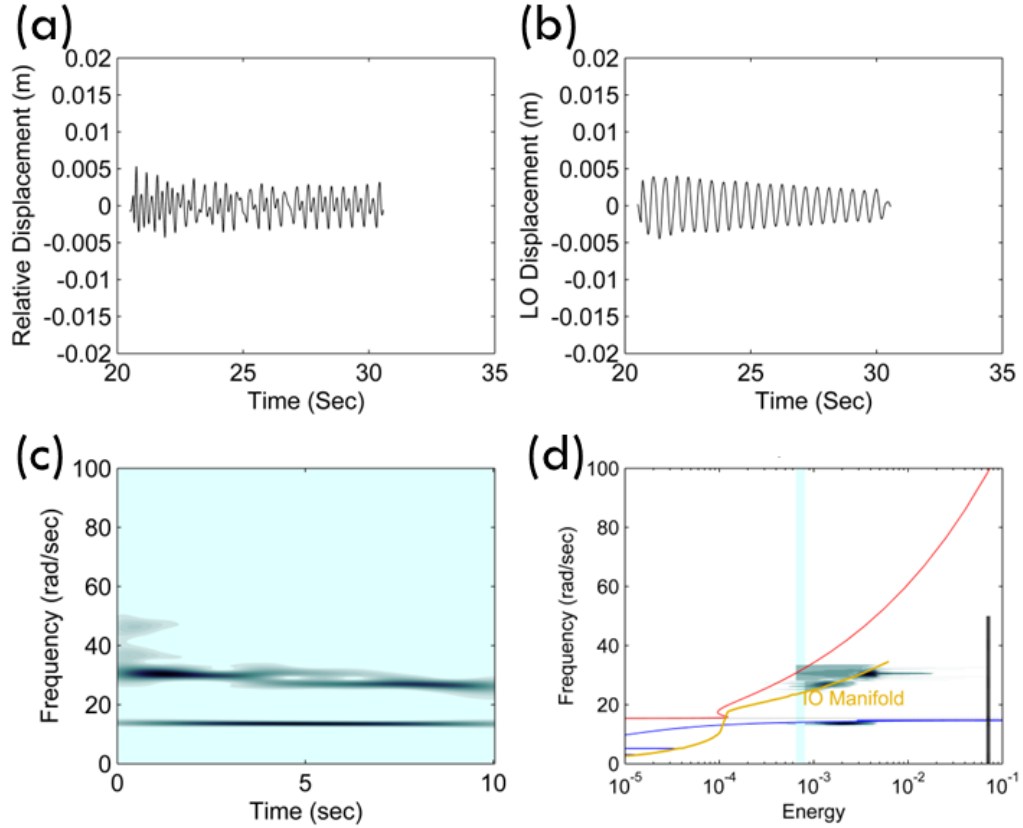 (a)
0.02
0.015
0.01
0.005
0
-0.005
-0.01
-0.015
-0.02
Relative Displacement (m)
20 25 30 35
Time (Sec)
(b)
0.02
0.015
0.01
0.005
0
-0.005
-0.01
-0.015
-0.02
LO Displacement (m)
20 25 30 35
Time (Sec)
(c)
100
80
60
40
20
0
Frequency (rad/sec)
0 5 10
Time (sec)
(d)
100
80
60
40
20
0
Frequency (rad/sec)
IO Manifold
10⁻⁵ 10⁻⁴ 10⁻³ 10⁻² 10⁻¹
Energy